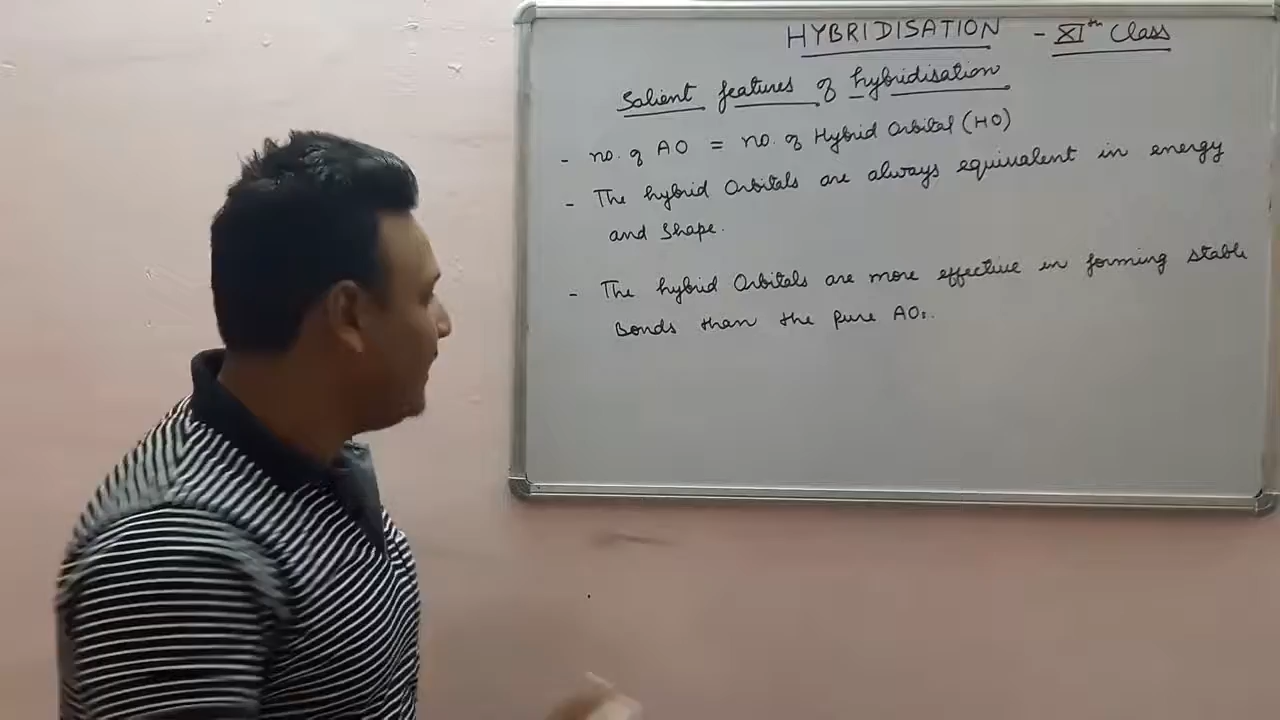 HYBRIDISATION - XIth Class
Salient features of hybridisation
- no. of AO = no. of Hybrid Orbital (HO)
- The hybrid Orbitals are always equivalent in energy
and shape.
- The hybrid Orbitals are more effective in forming stable
Bonds than the pure AOs.